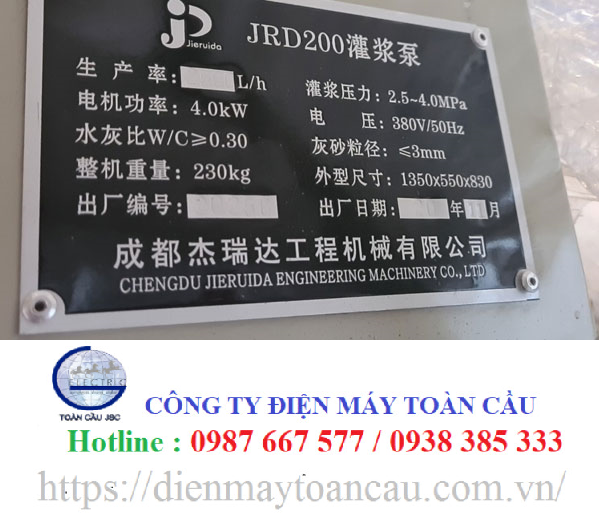 Jieruida
JRD200灌浆泵
生 产 率: L/h
灌浆压力: 2.5~4.0MPa
电机功率: 4.0kW
电 压: 380V/50Hz
水灰比W/C≥0.30
灰砂粒径: ≤3mm
整机重量: 230kg
外型尺寸: 1350x550x830
出厂编号:
出厂日期: 年 月
成都杰瑞达工程机械有限公司
CHENGDU JIERUIDA ENGINEERING MACHINERY CO., LTD
ELECTRIC
TOÀN CẦU JSC
CÔNG TY ĐIỆN MÁY TOÀN CẦU
Hotline : 0987 667 577 / 0938 385 333
https://dienmaytoancau.com.vn/